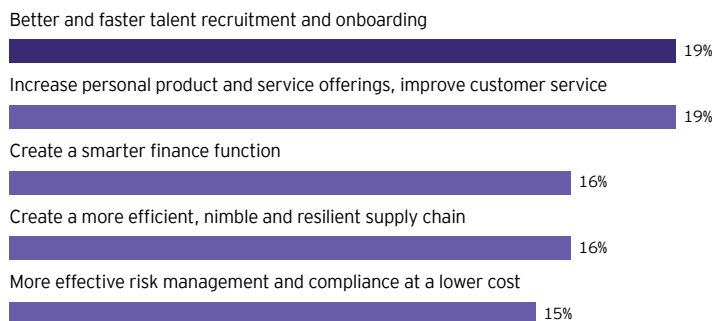 Better and faster talent recruitment and onboarding
19%
Increase personal product and service offerings, improve customer service
19%
Create a smarter finance function
16%
Create a more efficient, nimble and resilient supply chain
16%
More effective risk management and compliance at a lower cost
15%